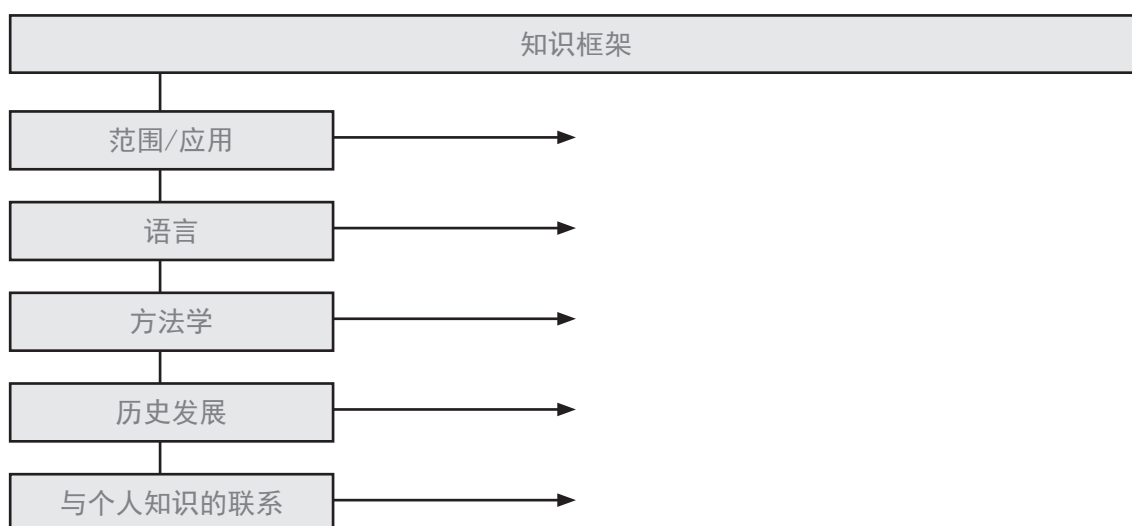 知识框架
范围/应用
语言
方法学
历史发展
与个人知识的联系